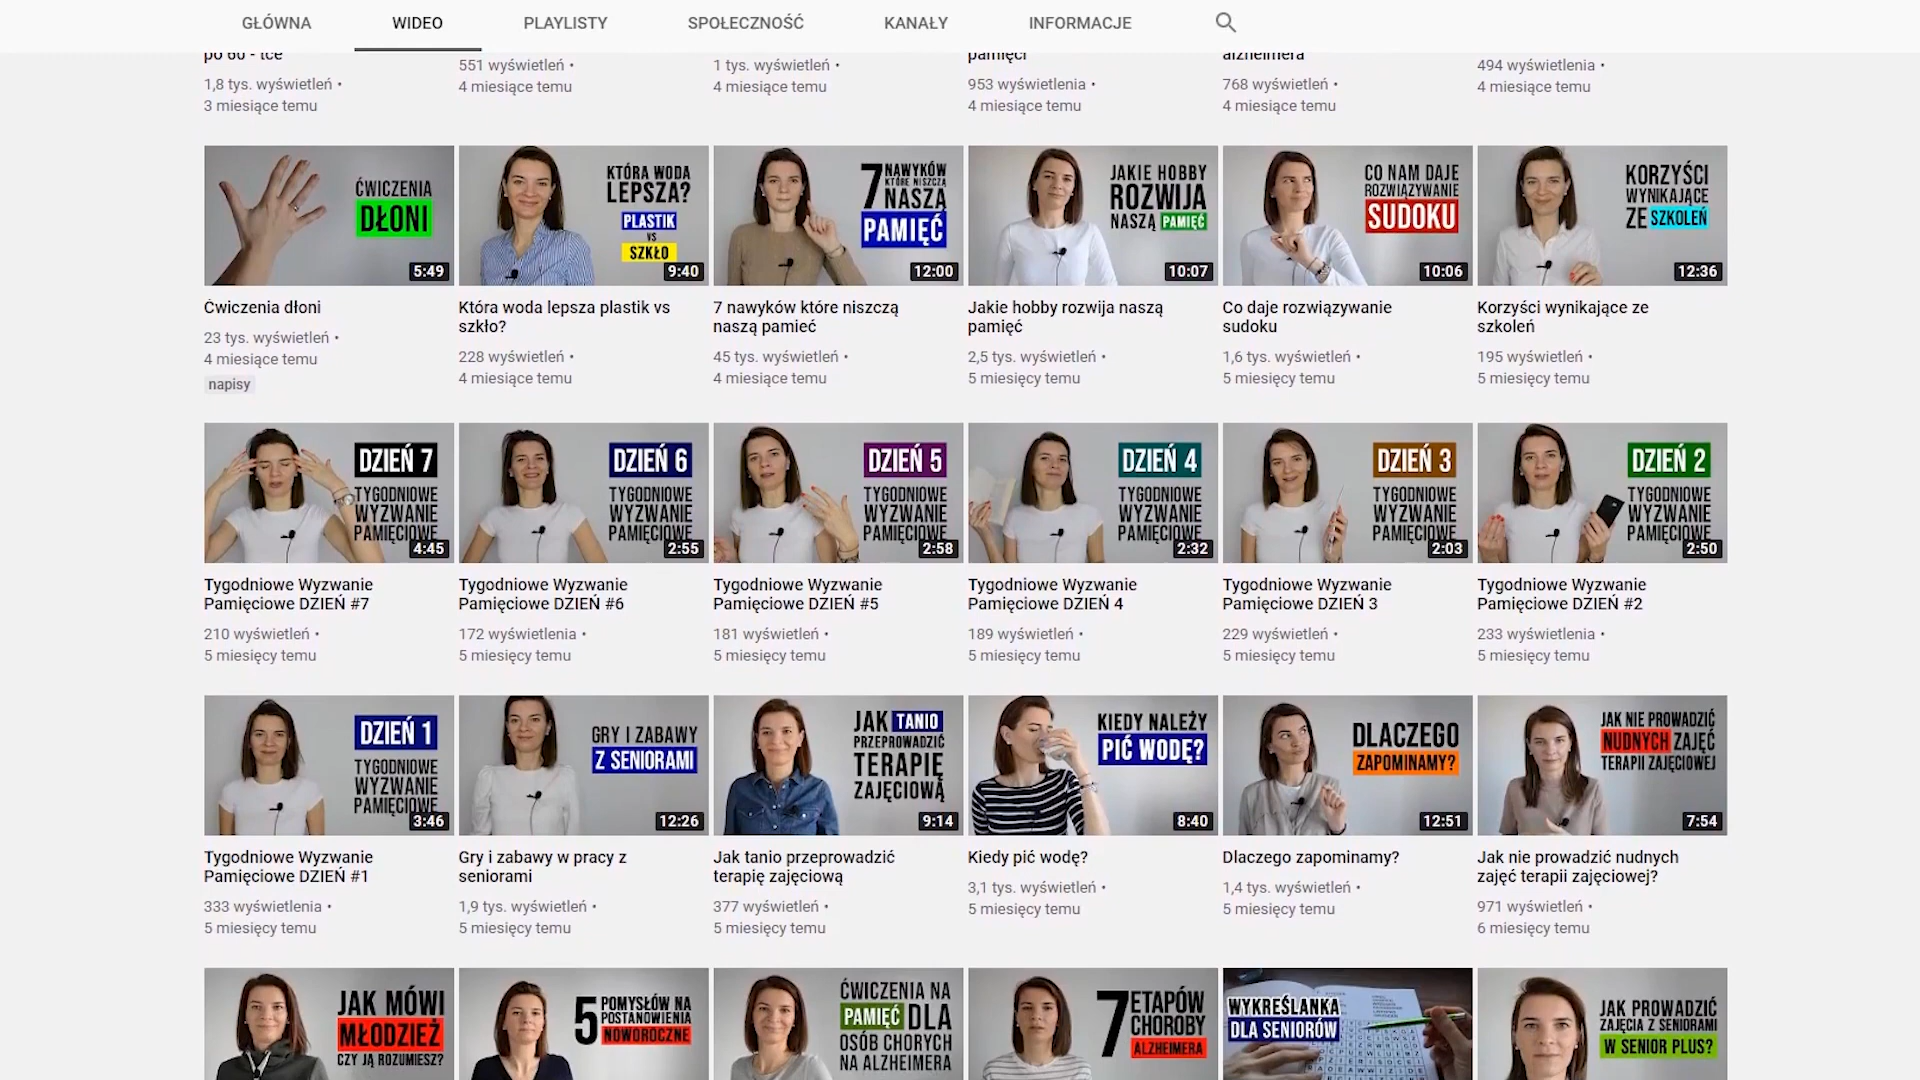 GŁÓWNA WIDEO PLAYLISTY SPOŁECZNOŚĆ KANAŁY INFORMACJE
po 60 - tce
1,8 tys. wyświetleń •
3 miesiące temu
551 wyświetleń •
4 miesiące temu
1 tys. wyświetleń •
4 miesiące temu
pamięci
953 wyświetlenia •
4 miesiące temu
alzheimera
768 wyświetleń •
4 miesiące temu
494 wyświetlenia •
4 miesiące temu
ĆWICZENIA
DŁONI
5:49
Ćwiczenia dłoni
23 tys. wyświetleń •
4 miesiące temu
napisy
KTÓRA WODA
LEPSZA?
PLASTIK
VS
SZKŁO
9:40
Która woda lepsza plastik vs
szkło?
228 wyświetleń •
4 miesiące temu
7 NAWYKÓW
KTÓRE NISZCZĄ
NASZĄ
PAMIĘĆ
12:00
7 nawyków które niszczą
naszą pamieć
45 tys. wyświetleń •
4 miesiące temu
JAKIE HOBBY
ROZWIJA
NASZĄ PAMIĘĆ
10:07
Jakie hobby rozwija naszą
pamięć
2,5 tys. wyświetleń •
5 miesięcy temu
CO NAM DAJE
ROZWIĄZYWANIE
SUDOKU
10:06
Co daje rozwiązywanie
sudoku
1,6 tys. wyświetleń •
5 miesięcy temu
KORZYŚCI
WYNIKAJĄCE
ZE SZKOLEŃ
12:36
Korzyści wynikające ze
szkoleń
195 wyświetleń •
5 miesięcy temu
DZIEŃ 7
TYGODNIOWE
WYZWANIE
PAMIĘCIOWE
4:45
Tygodniowe Wyzwanie
Pamięciowe DZIEŃ #7
210 wyświetleń •
5 miesięcy temu
DZIEŃ 6
TYGODNIOWE
WYZWANIE
PAMIĘCIOWE
2:55
Tygodniowe Wyzwanie
Pamięciowe DZIEŃ #6
172 wyświetlenia •
5 miesięcy temu
DZIEŃ 5
TYGODNIOWE
WYZWANIE
PAMIĘCIOWE
2:58
Tygodniowe Wyzwanie
Pamięciowe DZIEŃ #5
181 wyświetleń •
5 miesięcy temu
DZIEŃ 4
TYGODNIOWE
WYZWANIE
PAMIĘCIOWE
2:32
Tygodniowe Wyzwanie
Pamięciowe DZIEŃ 4
189 wyświetleń •
5 miesięcy temu
DZIEŃ 3
TYGODNIOWE
WYZWANIE
PAMIĘCIOWE
2:03
Tygodniowe Wyzwanie
Pamięciowe DZIEŃ 3
229 wyświetleń •
5 miesięcy temu
DZIEŃ 2
TYGODNIOWE
WYZWANIE
PAMIĘCIOWE
2:50
Tygodniowe Wyzwanie
Pamięciowe DZIEŃ #2
233 wyświetlenia •
5 miesięcy temu
DZIEŃ 1
TYGODNIOWE
WYZWANIE
PAMIĘCIOWE
3:46
Tygodniowe Wyzwanie
Pamięciowe DZIEŃ #1
333 wyświetlenia •
5 miesięcy temu
GRY I ZABAWY
Z SENIORAMI
12:26
Gry i zabawy w pracy z
seniorami
1,9 tys. wyświetleń •
5 miesięcy temu
JAK TANIO
PRZEPROWADZIĆ
TERAPIĘ
ZAJĘCIOWĄ
9:14
Jak tanio przeprowadzić
terapię zajęciową
377 wyświetleń •
5 miesięcy temu
KIEDY NALEŻY
PIĆ WODĘ?
8:40
Kiedy pić wodę?
3,1 tys. wyświetleń •
5 miesięcy temu
DLACZEGO
ZAPOMINAMY?
12:51
Dlaczego zapominamy?
1,4 tys. wyświetleń •
5 miesięcy temu
JAK NIE PROWADZIĆ
NUDNYCH ZAJĘĆ
TERAPII ZAJĘCIOWEJ
7:54
Jak nie prowadzić nudnych
zajęć terapii zajęciowej?
971 wyświetleń •
6 miesięcy temu
JAK MÓWI
MŁODZIEŻ
CZY JĄ ROZUMIESZ?
5 POMYSŁÓW NA
POSTANOWIENIA
NOWOROCZNE
ĆWICZENIA NA
PAMIĘĆ DLA
OSÓB CHORYCH
NA ALZHEIMERA
7 ETAPÓW
CHOROBY
ALZHEIMERA
WYKREŚLANKA
DLA SENIORÓW
JAK PROWADZIĆ
ZAJĘCIA Z SENIORAMI
W SENIOR PLUS?